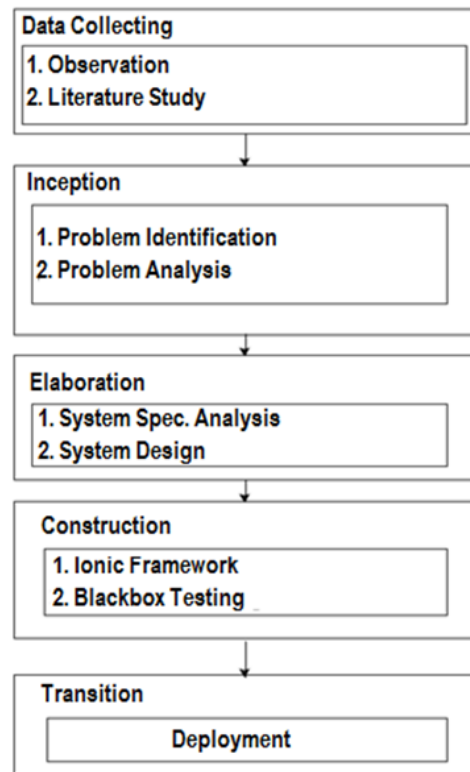 Data Collecting
1. Observation
2. Literature Study
Inception
1. Problem Identification
2. Problem Analysis
Elaboration
1. System Spec. Analysis
2. System Design
Construction
1. Ionic Framework
2. Blackbox Testing
Transition
Deployment